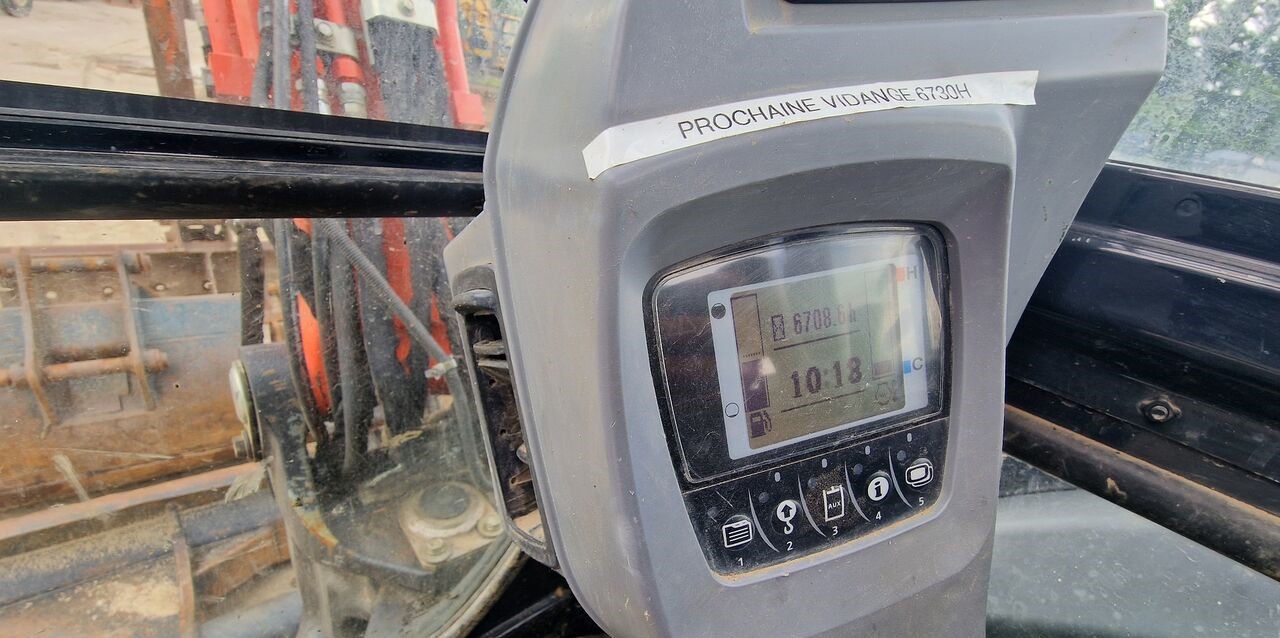 PROCHAINE VIDANGE 6730H
H
6708.6h
10:18
C
1
2
AUX
3
4
5